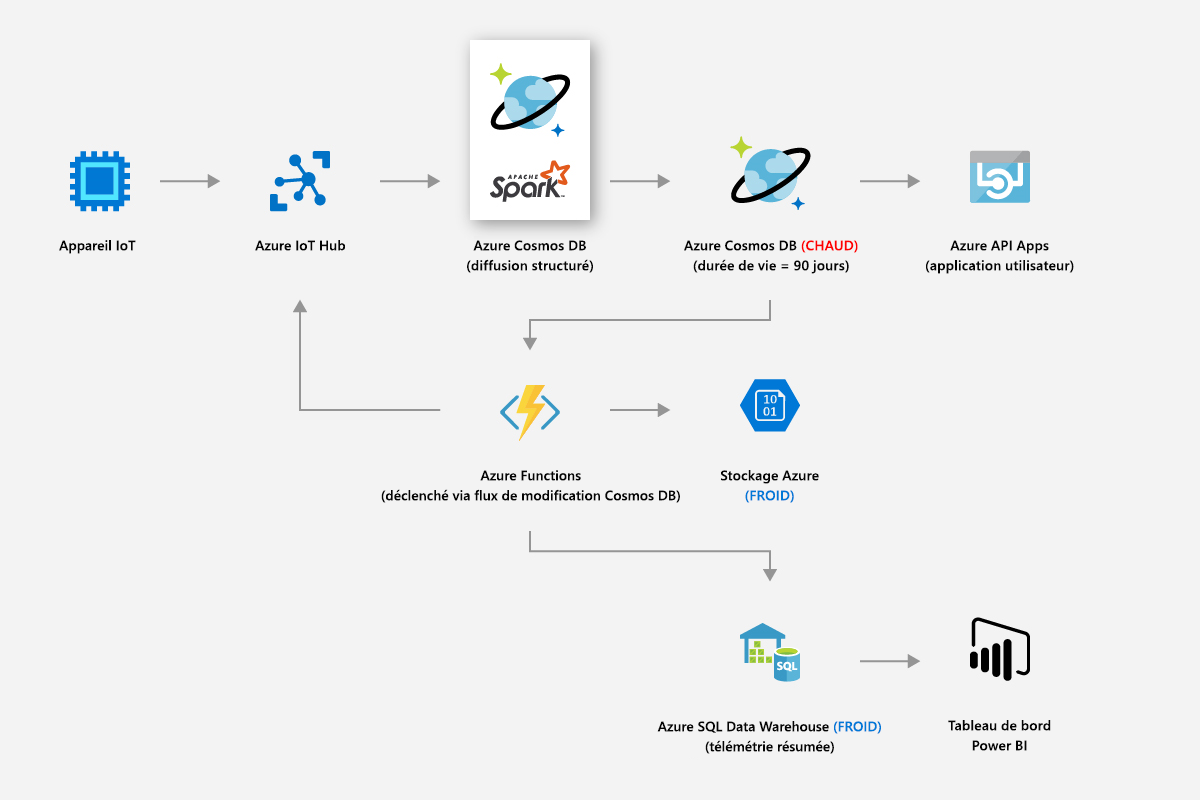 APACHE
Spark
TM
Appareil IoT
Azure IoT Hub
Azure Cosmos DB
(diffusion structuré)
Azure Cosmos DB (CHAUD)
(durée de vie = 90 jours)
Azure API Apps
(application utilisateur)
10
01
Azure Functions
(déclenché via flux de modification Cosmos DB)
Stockage Azure
(FROID)
SQL
Azure SQL Data Warehouse (FROID)
(télémétrie résumée)
Tableau de bord
Power BI